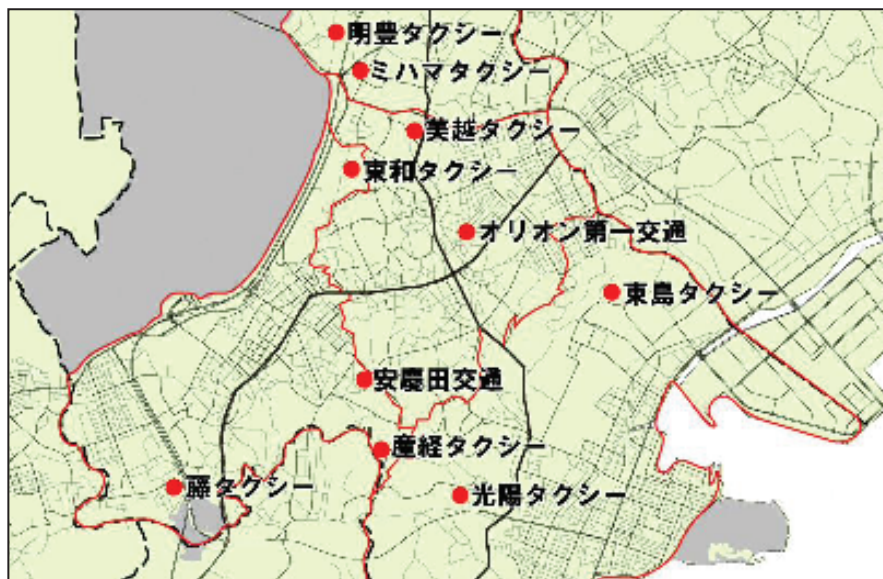 明豊タクシー
ミハマタクシー
美越タクシー
東和タクシー
オリオン第一交通
東島タクシー
安慶田交通
産経タクシー
藤タクシー
光陽タクシー